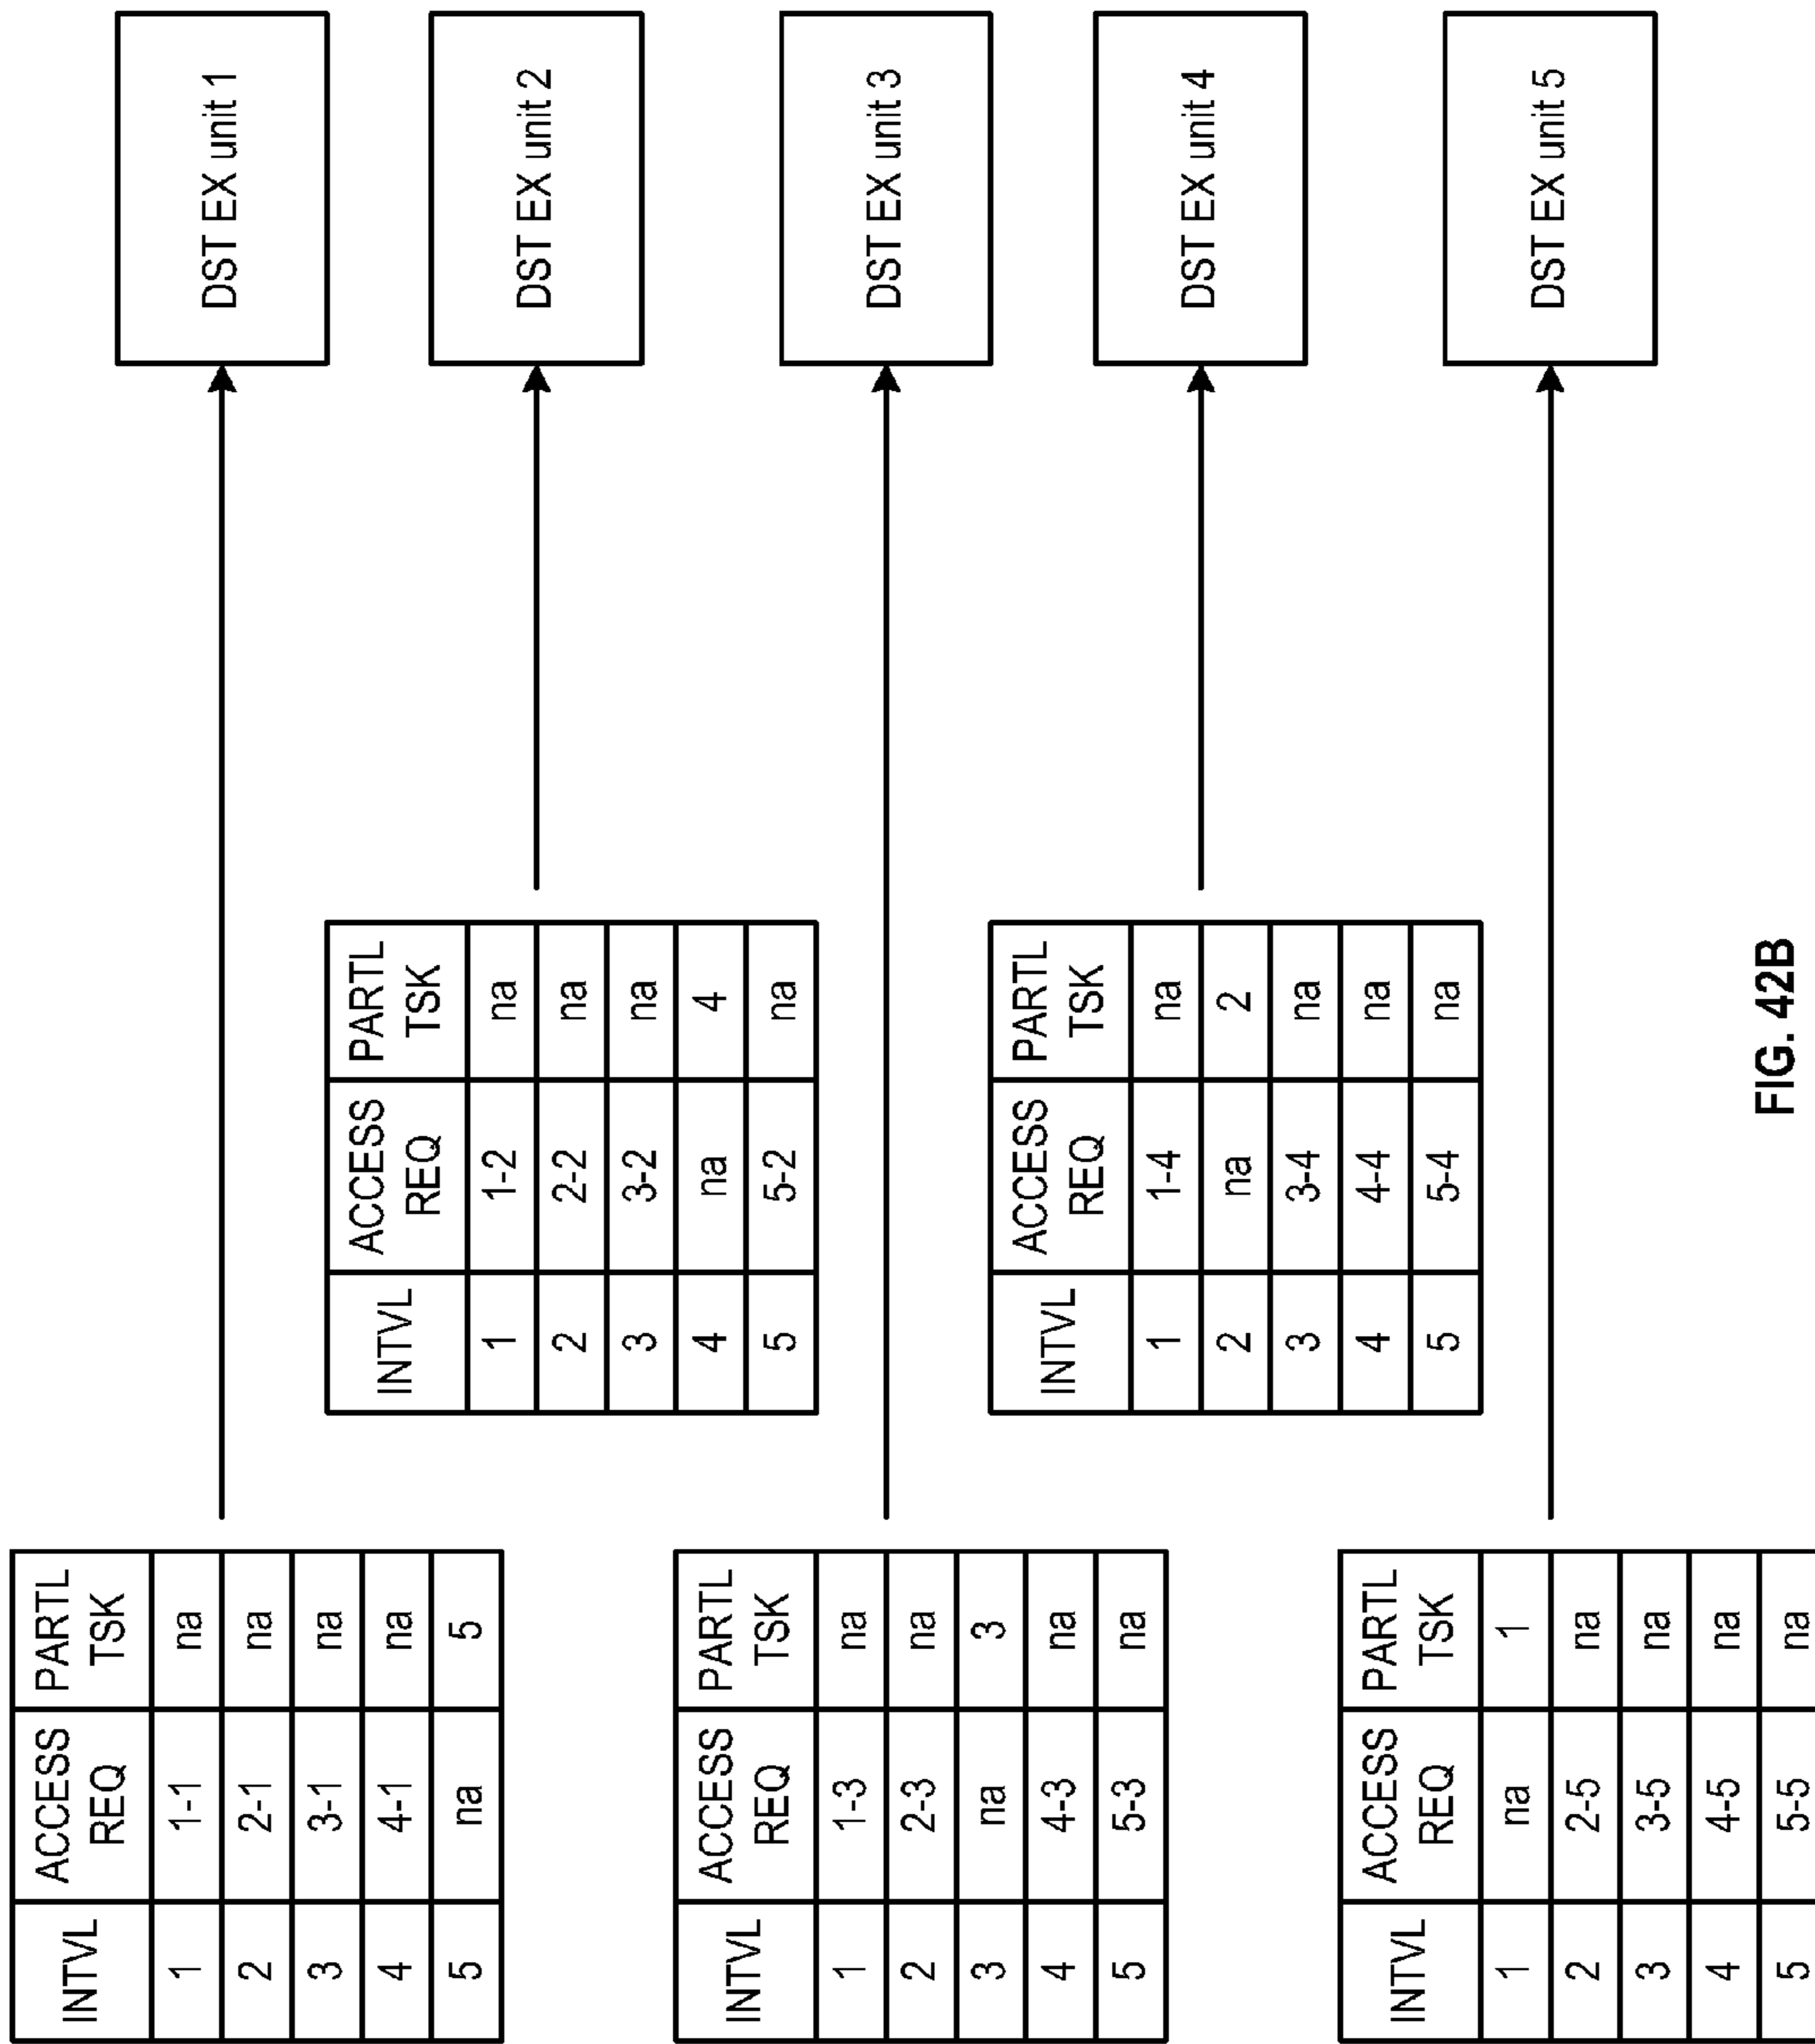 INTVL ACCESS REQ PARTL TSK
1 1-1 na
2 2-1 na
3 3-1 na
4 4-1 na
5 na 5
DST EX unit 1
INTVL ACCESS REQ PARTL TSK
1 1-2 na
2 2-2 na
3 3-2 na
4 na 4
5 5-2 na
DST EX unit 2
INTVL ACCESS REQ PARTL TSK
1 1-3 na
2 2-3 na
3 na 3
4 4-3 na
5 5-3 na
DST EX unit 3
INTVL ACCESS REQ PARTL TSK
1 1-4 na
2 na 2
3 3-4 na
4 4-4 na
5 5-4 na
DST EX unit 4
INTVL ACCESS REQ PARTL TSK
1 na 1
2 2-5 na
3 3-5 na
4 4-5 na
5 5-5 na
DST EX unit 5
FIG. 42B